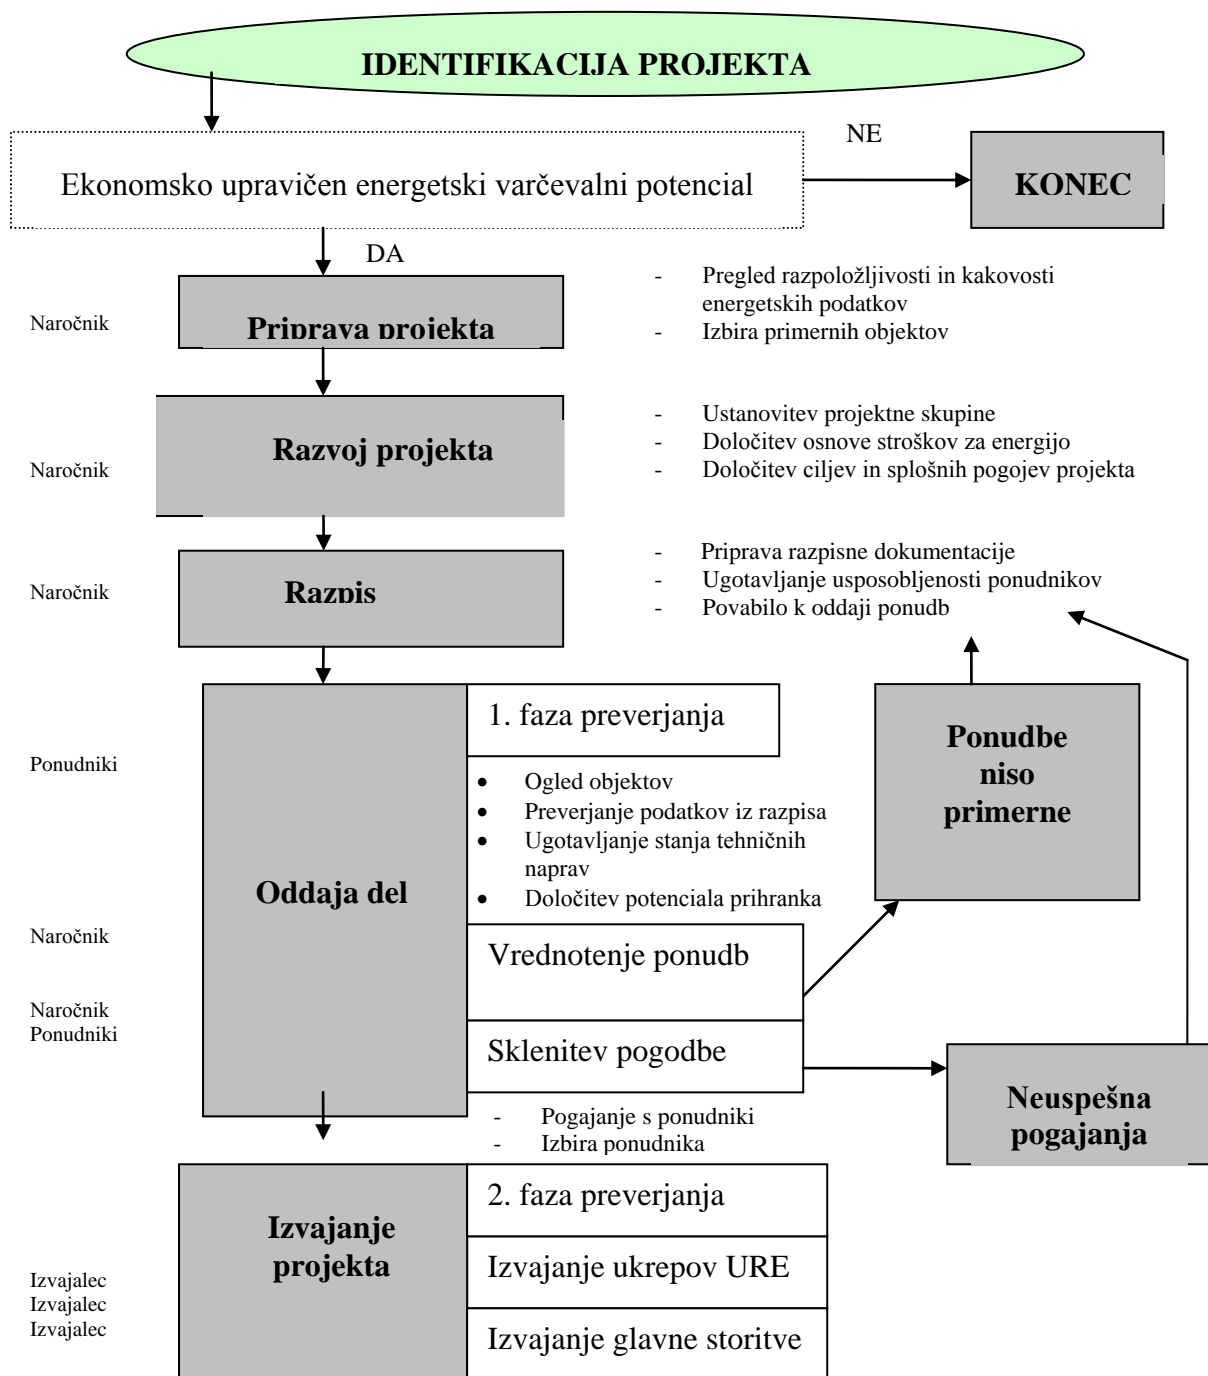 IDENTIFIKACIJA PROJEKTA
NE
Ekonomsko upravičen energetski varčevalni potencial
KONEC
DA
Naročnik
Priprava projekta
- Pregled razpoložljivosti in kakovosti
energetskih podatkov
- Izbira primernih objektov
Naročnik
Razvoj projekta
- Ustanovitev projektne skupine
- Določitev osnove stroškov za energijo
- Določitev ciljev in splošnih pogojev projekta
Naročnik
Razpis
- Priprava razpisne dokumentacije
- Ugotavljanje usposobljenosti ponudnikov
- Povabilo k oddaji ponudb
Ponudniki
Oddaja del
1. faza preverjanja
• Ogled objektov
• Preverjanje podatkov iz razpisa
• Ugotavljanje stanja tehničnih
naprav
• Določitev potenciala prihranka
Ponudbe
niso
primerne
Naročnik
Vrednotenje ponudb
Naročnik
Ponudniki
Sklenitev pogodbe
- Pogajanje s ponudniki
- Izbira ponudnika
Neuspešna
pogajanja
Izvajanje
projekta
2. faza preverjanja
Izvajanje ukrepov URE
Izvajanje glavne storitve
Izvajalec
Izvajalec
Izvajalec